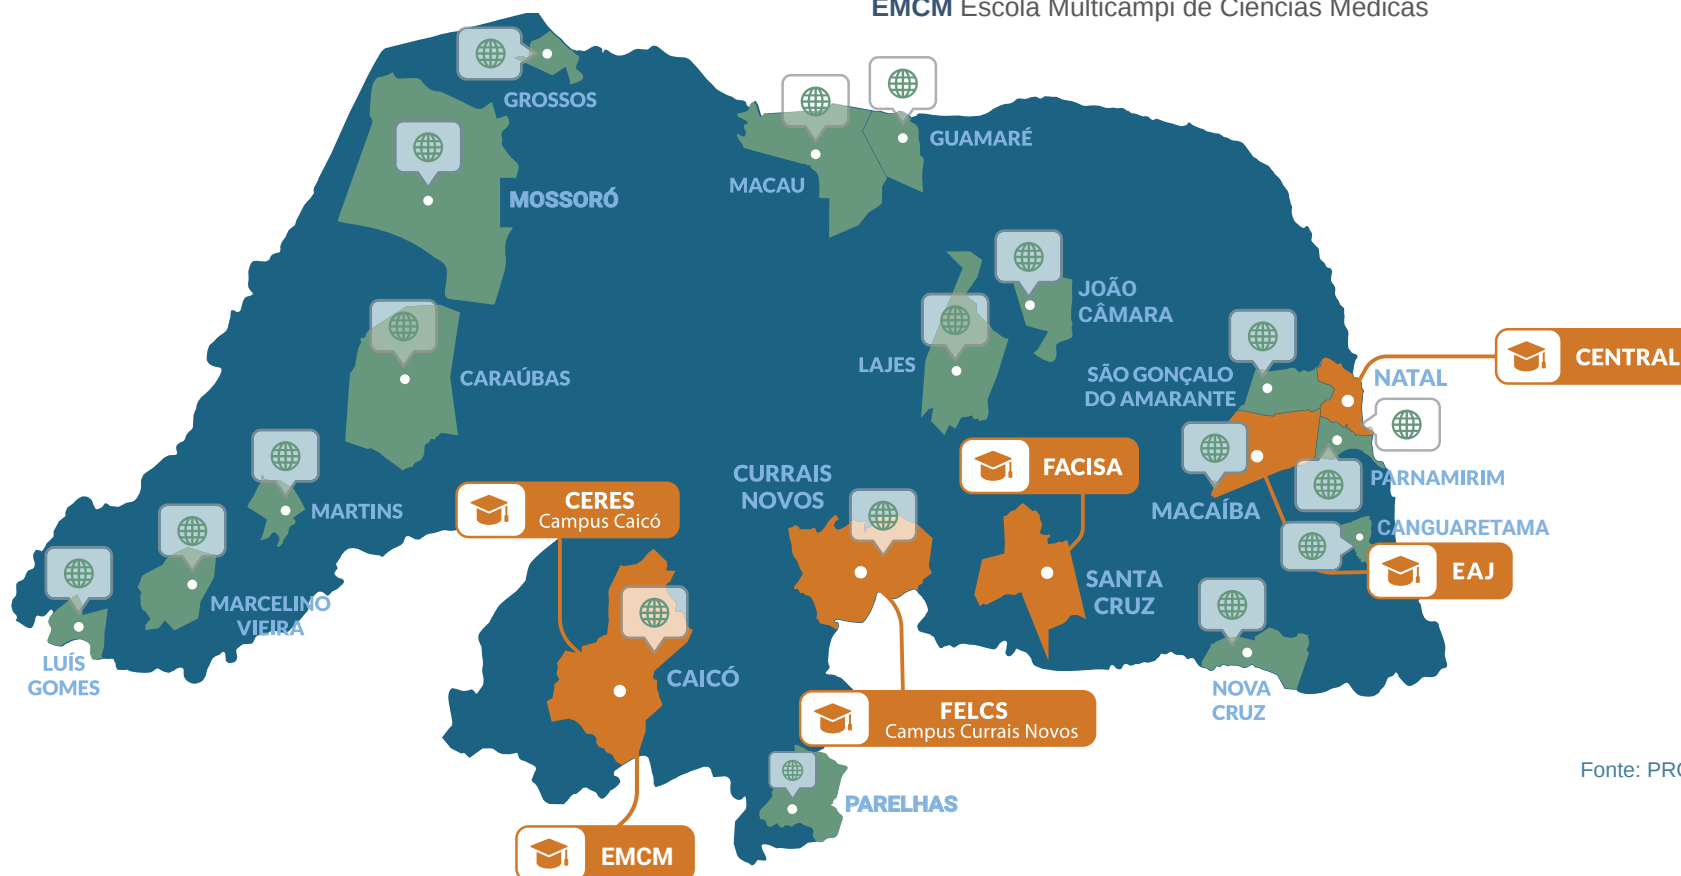 EMCM Escola Multicampi de Ciências Médicas
GROSSOS
MOSSORÓ
MACAU
GUAMARÉ
JOÃO
CÂMARA
LAJES
CARAÚBAS
SÃO GONÇALO
DO AMARANTE
NATAL
CENTRAL
PARNAMIRIM
MACAÍBA
CANGUARETAMA
EAJ
FACISA
CURRAIS
NOVOS
CERES
Campus Caicó
MARTINS
MARCELINO
VIEIRA
LUÍS
GOMES
SANTA
CRUZ
CAICÓ
NOVA
CRUZ
FELCS
Campus Currais Novos
PARELHAS
EMCM
Fonte: